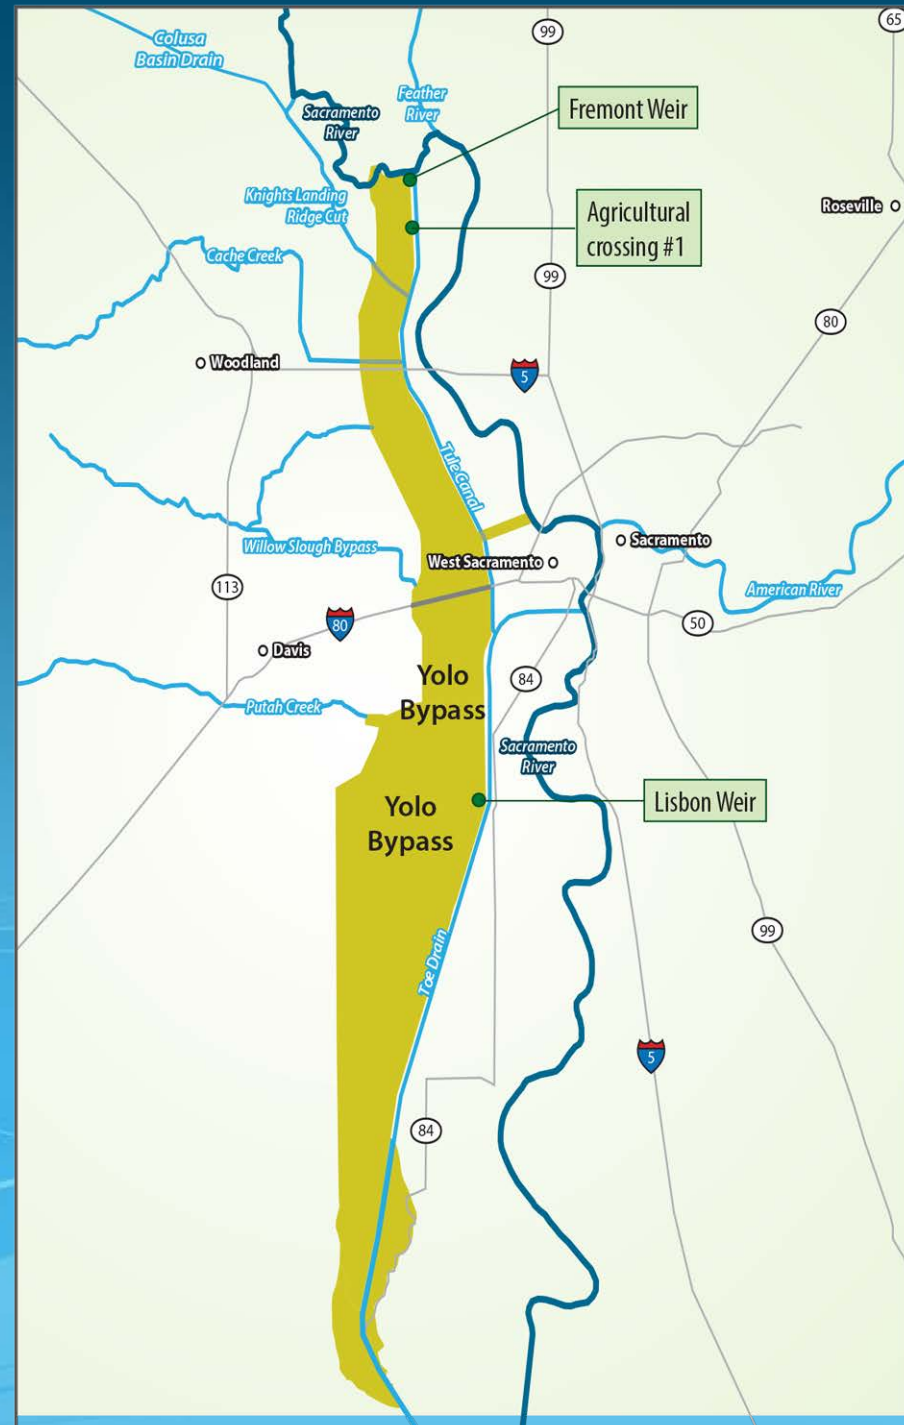 99
65
Colusa
Basin Drain
Feather
River
Fremont Weir
Sacramento
River
Knights Landing
Ridge Cut
Agricultural
crossing #1
Roseville
Cache Creek
99
80
Woodland
5
Tule Canal
Willow Slough Bypass
West Sacramento
Sacramento
113
American River
80
50
Davis
Yolo
Bypass
84
Putah Creek
Sacramento
River
Yolo
Bypass
Lisbon Weir
Toe Drain
99
5
84